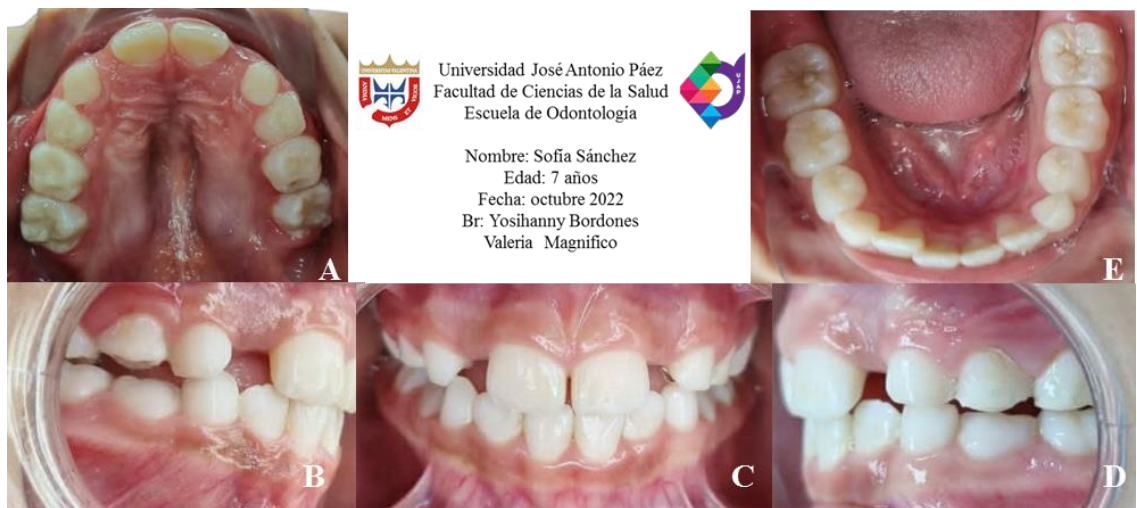 Universidad José Antonio Páez
Facultad de Ciencias de la Salud
Escuela de Odontología
Nombre: Sofía Sánchez
Edad: 7 años
Fecha: octubre 2022
Br: Yosihanny Bordones
Valeria Magnifico
UJAP
A
E
B
C
D